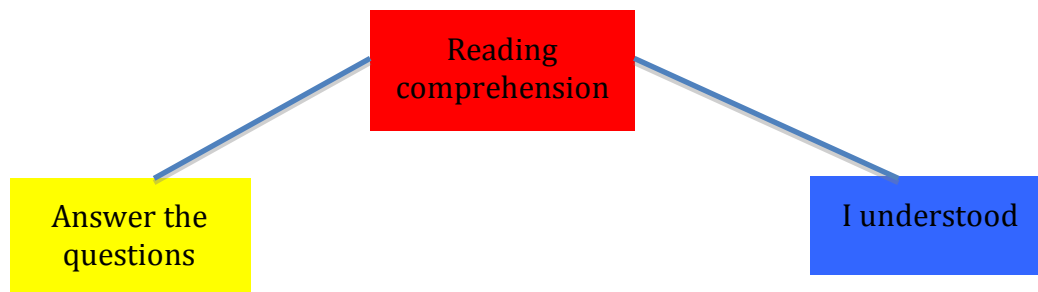 Reading
comprehension
Answer the
questions
I understood